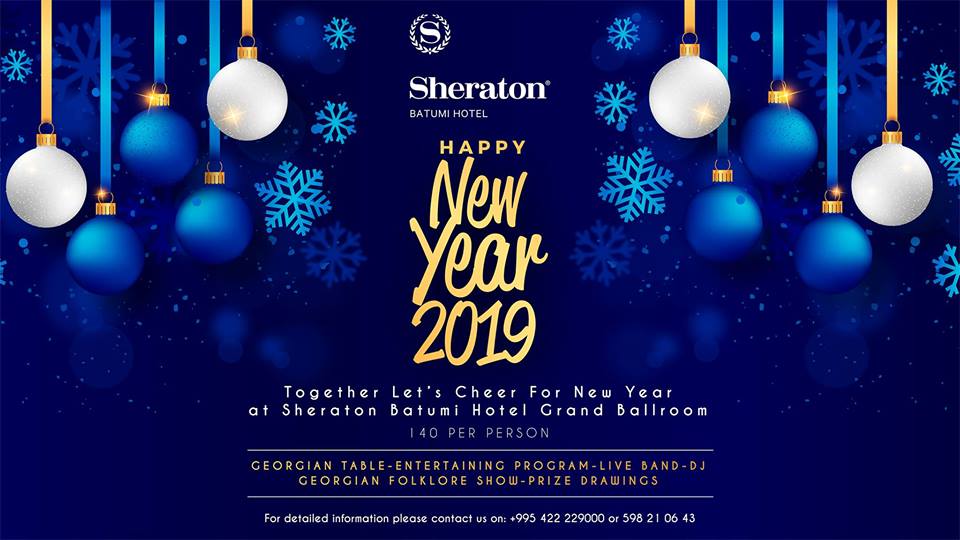 S
Sheraton®
BATUMI HOTEL
HAPPY
New
Year
2019
Together Let's Cheer For New Year
at Sheraton Batumi Hotel Grand Ballroom
140 PER PERSON
GEORGIAN TABLE-ENTERTAINING PROGRAM-LIVE BAND-DJ
GEORGIAN FOLKLORE SHOW-PRIZE DRAWINGS
For detailed information please contact us on: +995 422 229000 or 598 21 06 43